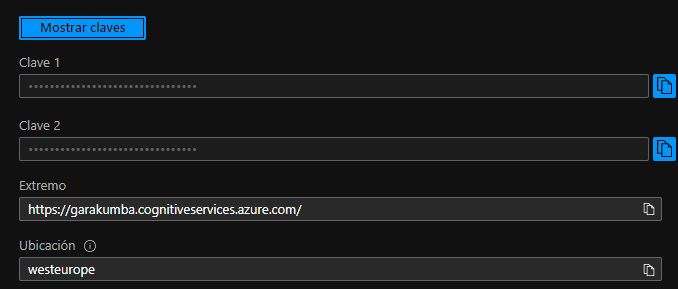 Mostrar claves
Clave 1
••••••••••••••••••••••••••••••••
Clave 2
••••••••••••••••••••••••••••••••
Extremo
https://garakumba.cognitiveservices.azure.com/
Ubicación
westeurope